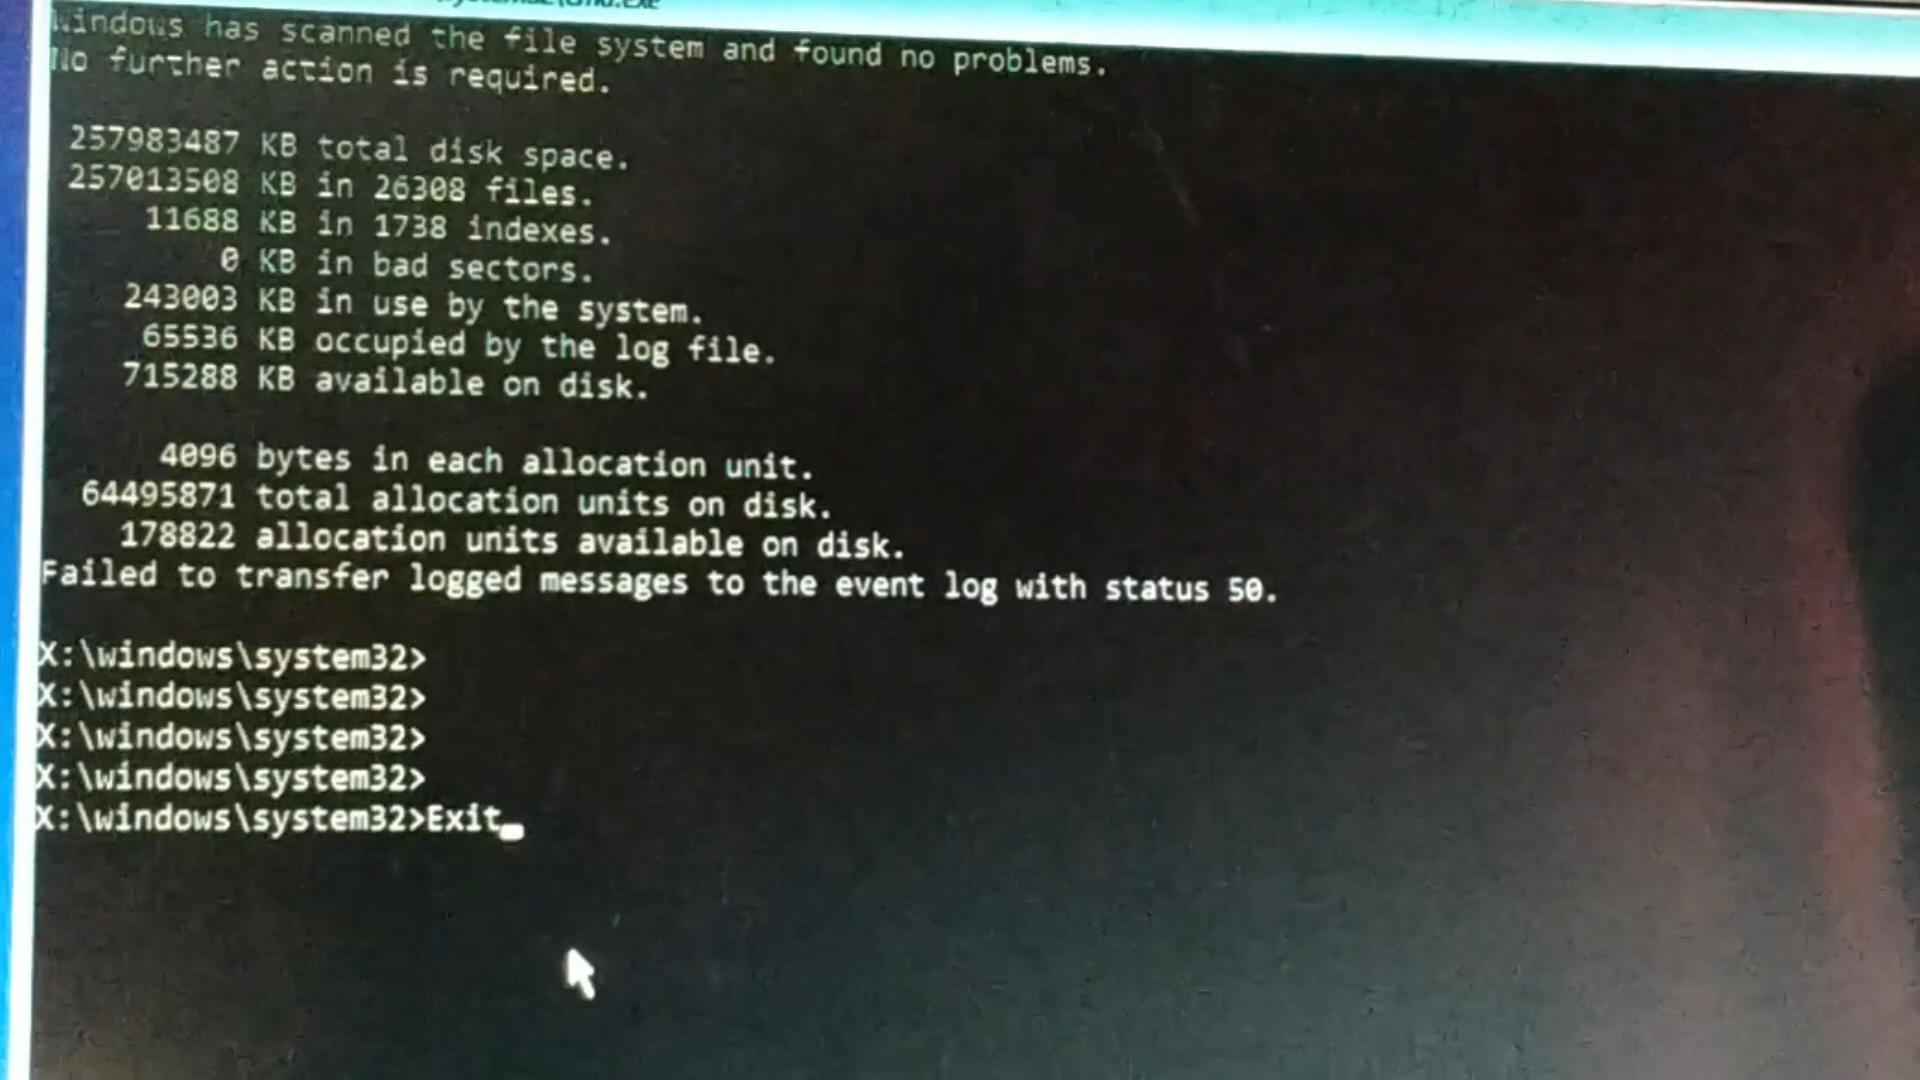 Windows has scanned the file system and found no problems.
No further action is required.
257983487 KB total disk space.
257013508 KB in 26308 files.
11688 KB in 1738 indexes.
0 KB in bad sectors.
243003 KB in use by the system.
65536 KB occupied by the log file.
715288 KB available on disk.
4096 bytes in each allocation unit.
64495871 total allocation units on disk.
178822 allocation units available on disk.
Failed to transfer logged messages to the event log with status 50.
X:\windows\system32>
X:\windows\system32>
X:\windows\system32>
X:\windows\system32>
X:\windows\system32>Exit_